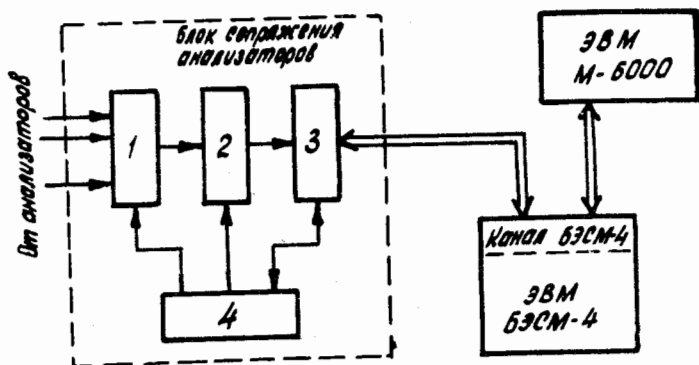 блок сопряжения
анализаторов
ЭВМ
М-6000
От анализаторов
1
2
3
4
Канал БЭСМ-4
ЭВМ
БЭСМ-4